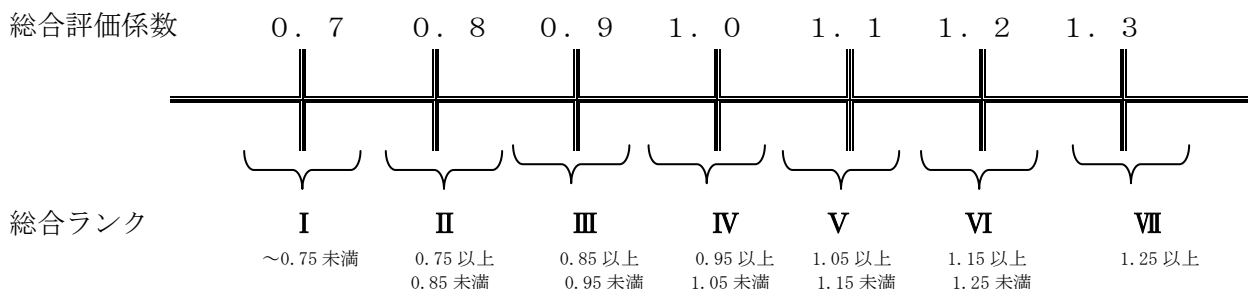 総合評価係数 0.7 0.8 0.9 1.0 1.1 1.2 1.3
総合ランク Ⅰ Ⅱ Ⅲ Ⅳ Ⅴ Ⅵ Ⅶ
~0.75 未満 0.75 以上 0.85 以上 0.95 以上 1.05 以上 1.15 以上 1.25 以上
0.85 未満 0.95 未満 1.05 未満 1.15 未満 1.25 未満